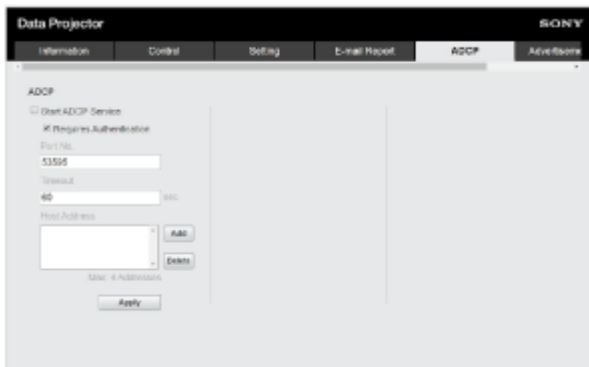 Data Projector
SONY
Information Control Setting E-mail Report ADCP Advertiseme
ADCP
Start ADCP Service
Requires Authentication
Port No.
53595
Timeout
60 sec
Host Address
Add
Delete
Max: 4 Addresses
Apply